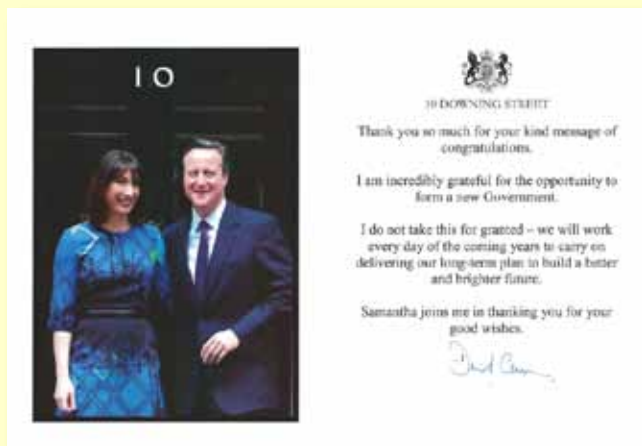 10
10 DOWNING STREET
Thank you so much for your kind message of
congratulations.
I am incredibly grateful for the opportunity to
form a new Government.
I do not take this for granted – we will work
every day of the coming years to carry on
delivering our long-term plan to build a better
and brighter future.
Samantha joins me in thanking you for your
good wishes.